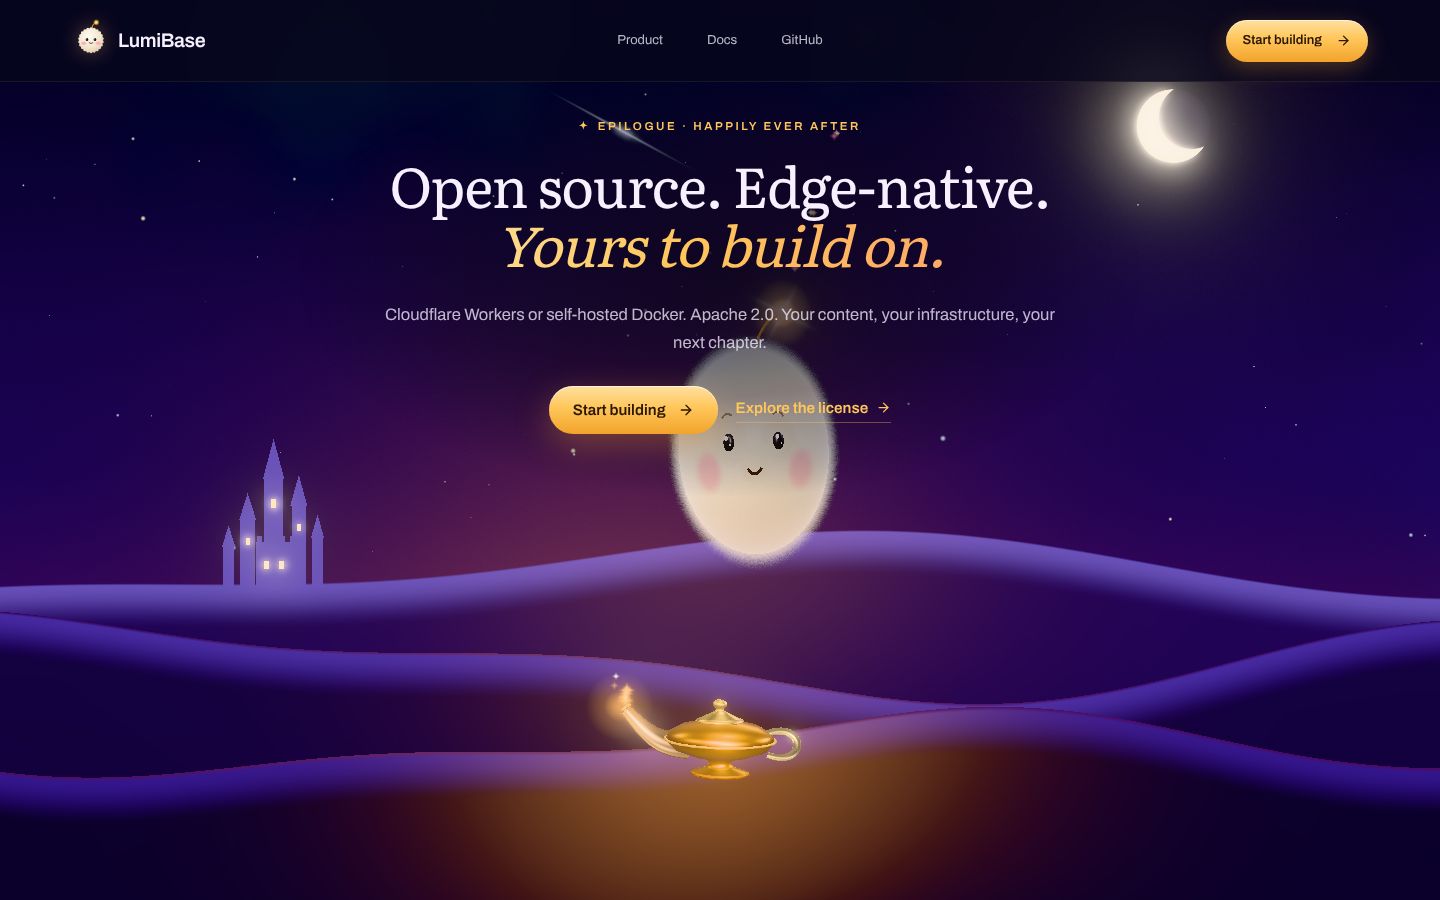 LumiBase
Product
Docs
GitHub
Start building →
✦ EPILOGUE · HAPPILY EVER AFTER
Open source. Edge-native.
Yours to build on.
Cloudflare Workers or self-hosted Docker. Apache 2.0. Your content, your infrastructure, your
next chapter.
Start building →
Explore the license →